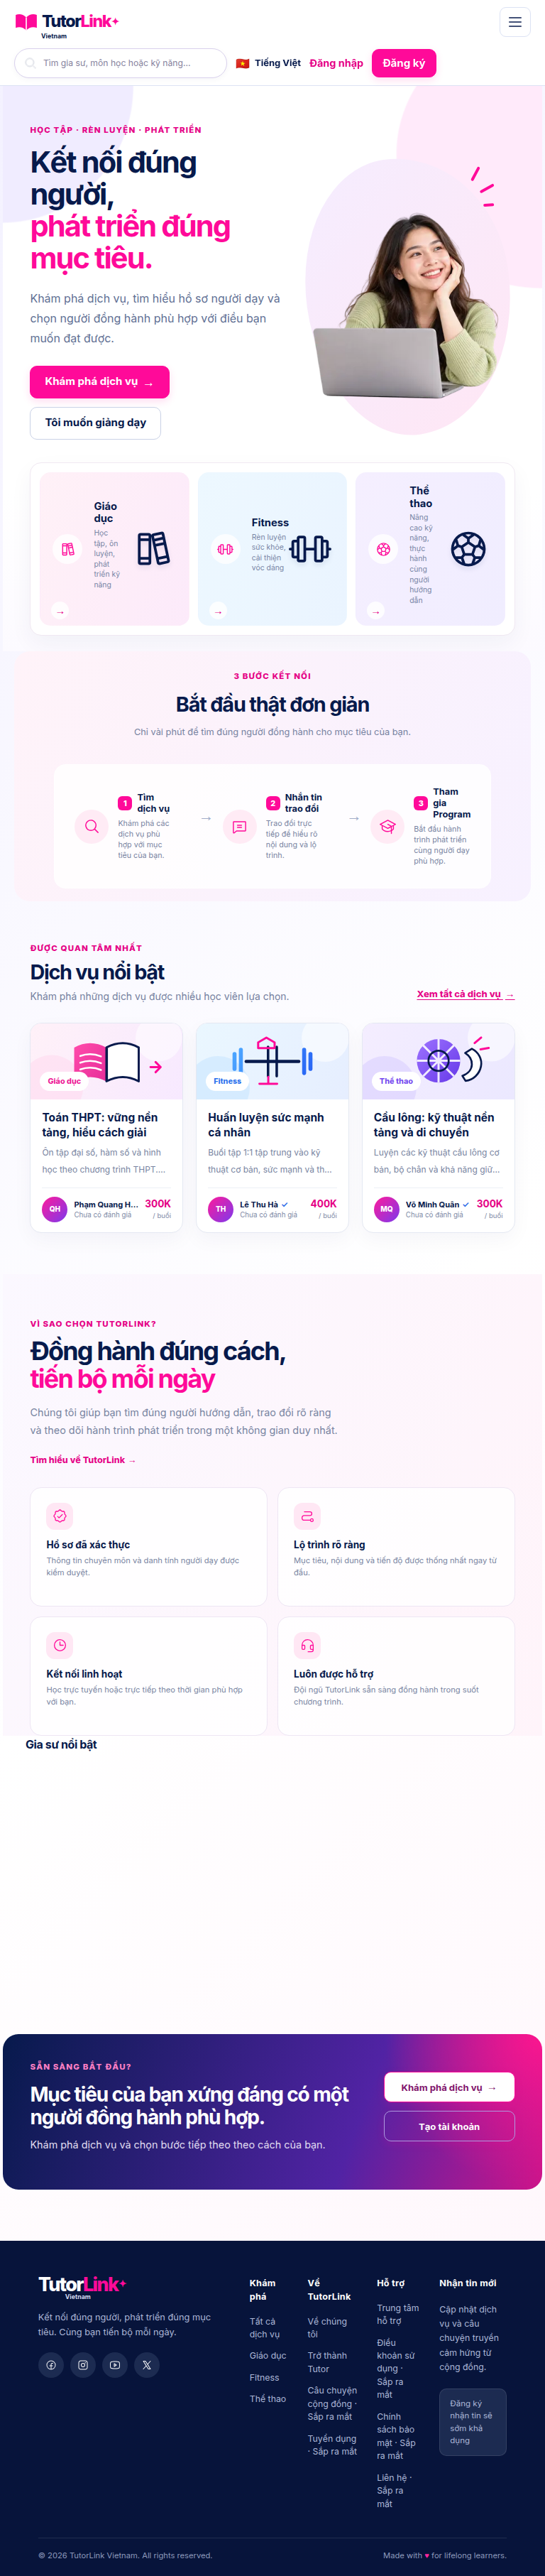 TutorLink
Vietnam
Tìm gia sư, môn học hoặc kỹ năng...
Tiếng Việt
Đăng nhập
Đăng ký
HỌC TẬP · RÈN LUYỆN · PHÁT TRIỂN
Kết nối đúng
người,
phát triển đúng
mục tiêu.
Khám phá dịch vụ, tìm hiểu hồ sơ người dạy và
chọn người đồng hành phù hợp với điều bạn
muốn đạt được.
Khám phá dịch vụ →
Tôi muốn giảng dạy
Giáo
dục
Học
tập, ôn
luyện,
phát
triển kỹ
năng
→
Fitness
Rèn luyện
sức khỏe,
cải thiện
vóc dáng
→
Thể
thao
Nâng
cao kỹ
năng,
thực
hành
cùng
người
hướng
dẫn
→
3 BƯỚC KẾT NỐI
Bắt đầu thật đơn giản
Chỉ vài phút để tìm đúng người đồng hành cho mục tiêu của bạn.
1 Tìm
dịch vụ
Khám phá các
dịch vụ phù
hợp với mục
tiêu của bạn.
→
2 Nhắn tin
trao đổi
Trao đổi trực
tiếp để hiểu rõ
nội dung và lộ
trình.
→
3 Tham
gia
Program
Bắt đầu hành
trình phát triển
cùng người dạy
phù hợp.
ĐƯỢC QUAN TÂM NHẤT
Dịch vụ nổi bật
Khám phá những dịch vụ được nhiều học viên lựa chọn.
Xem tất cả dịch vụ →
Giáo dục
Toán THPT: vững nền
tảng, hiểu cách giải
Ôn tập đại số, hàm số và hình
học theo chương trình THPT....
QH
Phạm Quang H...
Chưa có đánh giá
300K
/ buổi
Fitness
Huấn luyện sức mạnh
cá nhân
Buổi tập 1:1 tập trung vào kỹ
thuật cơ bản, sức mạnh và th...
TH
Lê Thu Hà ✓
Chưa có đánh giá
400K
/ buổi
Thể thao
Cầu lông: kỹ thuật nền
tảng và di chuyển
Luyện các kỹ thuật cầu lông cơ
bản, bộ chân và khả năng giữ...
MQ
Võ Minh Quân ✓
Chưa có đánh giá
300K
/ buổi
VÌ SAO CHỌN TUTORLINK?
Đồng hành đúng cách,
tiến bộ mỗi ngày
Chúng tôi giúp bạn tìm đúng người hướng dẫn, trao đổi rõ ràng
và theo dõi hành trình phát triển trong một không gian duy nhất.
Tìm hiểu về TutorLink →
Hồ sơ đã xác thực
Thông tin chuyên môn và danh tính người dạy được
kiểm duyệt.
Lộ trình rõ ràng
Mục tiêu, nội dung và tiến độ được thống nhất ngay từ
đầu.
Kết nối linh hoạt
Học trực tuyến hoặc trực tiếp theo thời gian phù hợp
với bạn.
Luôn được hỗ trợ
Đội ngũ TutorLink sẵn sàng đồng hành trong suốt
chương trình.
Gia sư nổi bật
SẴN SÀNG BẮT ĐẦU?
Mục tiêu của bạn xứng đáng có một
người đồng hành phù hợp.
Khám phá dịch vụ và chọn bước tiếp theo theo cách của bạn.
Khám phá dịch vụ →
Tạo tài khoản
TutorLink
Vietnam
Kết nối đúng người, phát triển đúng mục
tiêu. Cùng bạn tiến bộ mỗi ngày.
Khám
phá
Tất cả
dịch vụ
Giáo dục
Fitness
Thể thao
Về
TutorLink
Về chúng
tôi
Trở thành
Tutor
Câu chuyện
cộng đồng ·
Sắp ra mắt
Tuyển dụng
· Sắp ra mắt
Hỗ trợ
Trung tâm
hỗ trợ
Điều
khoản sử
dụng ·
Sắp ra
mắt
Chính
sách bảo
mật · Sắp
ra mắt
Liên hệ ·
Sắp ra
mắt
Nhận tin mới
Cập nhật dịch
vụ và câu
chuyện truyền
cảm hứng từ
cộng đồng.
Đăng ký
nhận tin sẽ
sớm khả
dụng
© 2026 TutorLink Vietnam. All rights reserved.
Made with ♥ for lifelong learners.